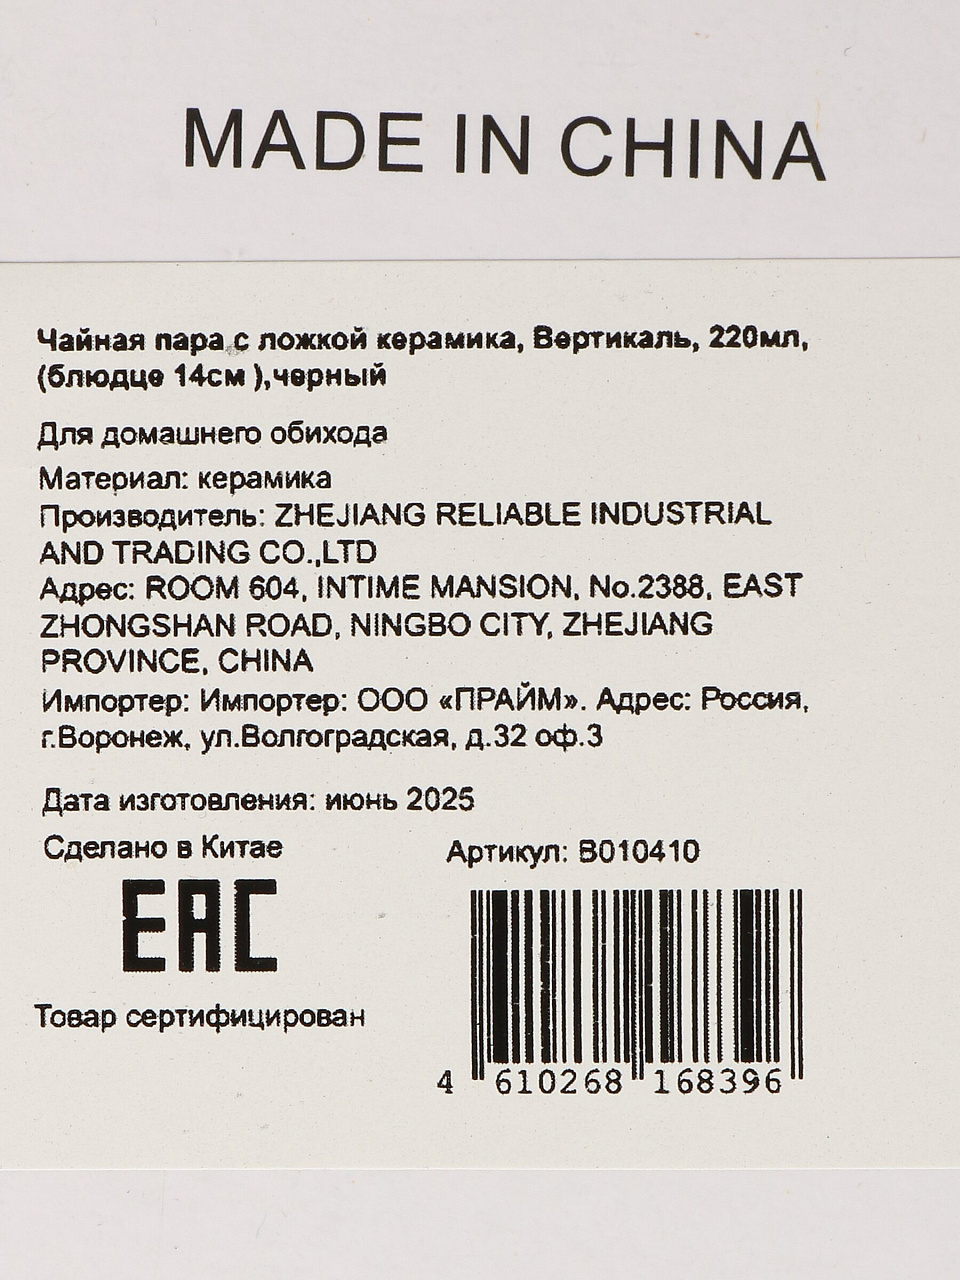 MADE IN CHINA
Чайная пара с ложкой керамика, Вертикаль, 220мл,
(блюдце 14см ),черный
Для домашнего обихода
Материал: керамика
Производитель: ZHEJIANG RELIABLE INDUSTRIAL
AND TRADING CO.,LTD
Адрес: ROOM 604, INTIME MANSION, No.2388, EAST
ZHONGSHAN ROAD, NINGBO CITY, ZHEJIANG
PROVINCE, CHINA
Импортер: Импортер: ООО «ПРАЙМ». Адрес: Россия,
г.Воронеж, ул.Волгоградская, д.32 оф.3
Дата изготовления: июнь 2025
Сделано в Китае
Артикул: B010410
EAC
Товар сертифицирован
4 610268 168396